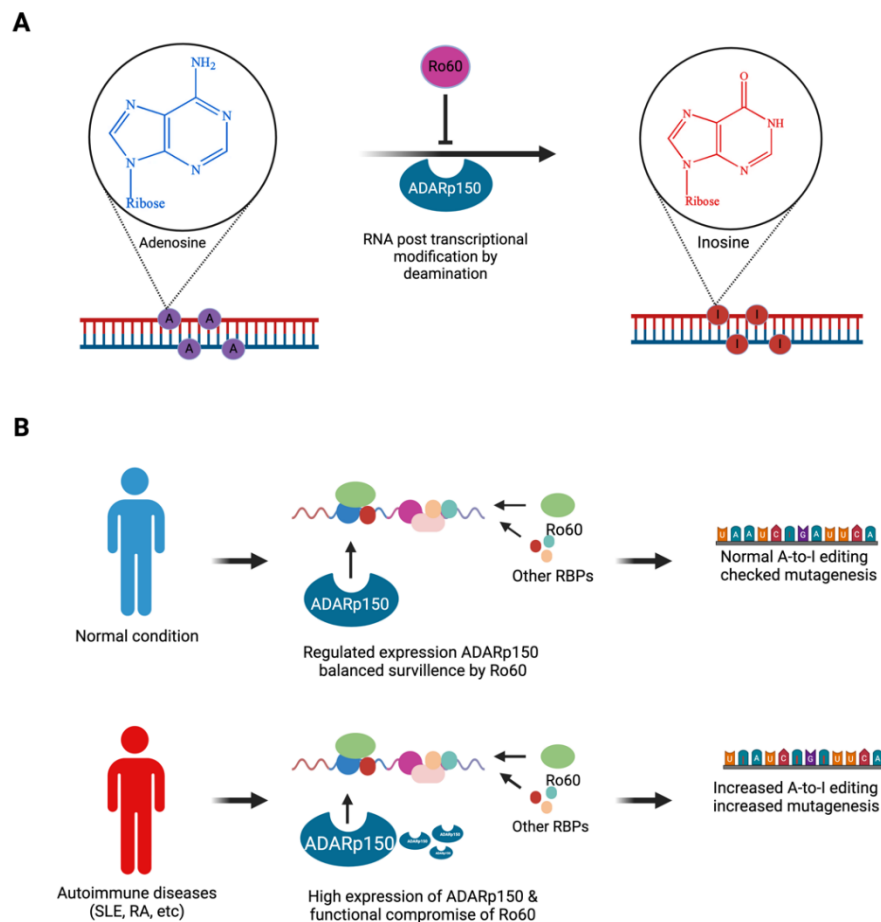 A
NH₂
N
N
N
N
Ribose
Adenosine
Ro60
ADARp150
RNA post transcriptional
modification by
deamination
O
N
NH
N
N
Ribose
Inosine
A A
A A
I I
I I
B
Normal condition
ADARp150
Regulated expression ADARp150
balanced survillence by Ro60
Ro60
Other RBPs
U A A U C I G A U U C A
Normal A-to-I editing
checked mutagenesis
Autoimmune diseases
(SLE, RA, etc)
ADARp150
ADARp150
ADARp150
High expression of ADARp150 &
functional compromise of Ro60
Ro60
Other RBPs
U I A U C I G I U U C A
Increased A-to-I editing
increased mutagenesis